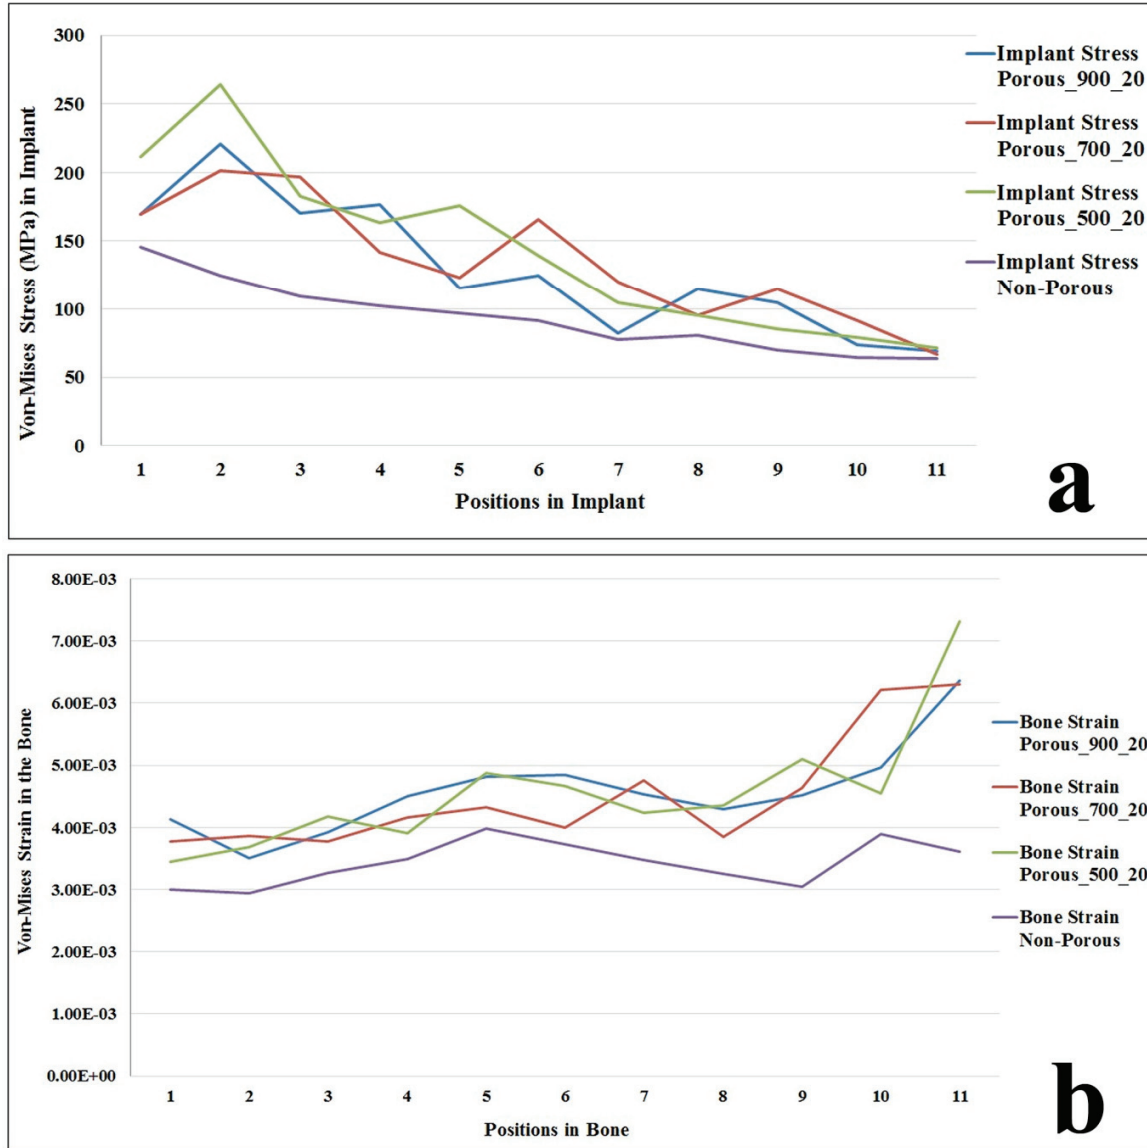 300
250
200
150
100
50
0
Von-Mises Stress (MPa) in Implant
1 2 3 4 5 6 7 8 9 10 11
Positions in Implant
Implant Stress
Porous_900_20
Implant Stress
Porous_700_20
Implant Stress
Porous_500_20
Implant Stress
Non-Porous
a
8.00E-03
7.00E-03
6.00E-03
5.00E-03
4.00E-03
3.00E-03
2.00E-03
1.00E-03
0.00E+00
Von-Mises Strain in the Bone
1 2 3 4 5 6 7 8 9 10 11
Positions in Bone
Bone Strain
Porous_900_20
Bone Strain
Porous_700_20
Bone Strain
Porous_500_20
Bone Strain
Non-Porous
b